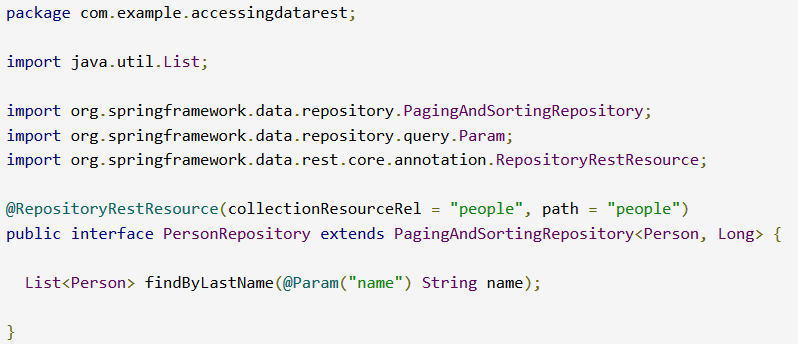 package com.example.accessingdatarest;
import java.util.List;
import org.springframework.data.repository.PagingAndSortingRepository;
import org.springframework.data.repository.query.Param;
import org.springframework.data.rest.core.annotation.RepositoryRestResource;
@RepositoryRestResource(collectionResourceRel = "people", path = "people")
public interface PersonRepository extends PagingAndSortingRepository<Person, Long> {
  List<Person> findByLastName(@Param("name") String name);
}